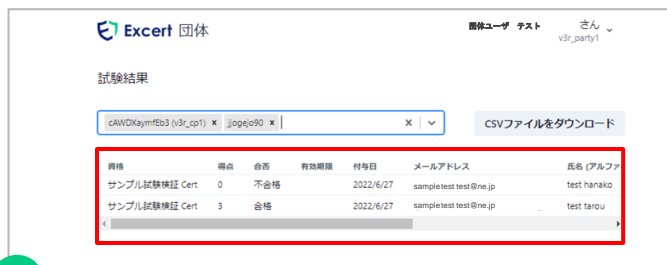 Excert 団体
団体ユーザ テスト さん
v3r_party1
試験結果
cAWDXaymfEb3 (v3r_cp1) × jjogejo90 × ×
CSVファイルをダウンロード
資格 得点 合否 有効期限 付与日 メールアドレス 氏名 (アルファ
サンプル試験検証 Cert 0 不合格 2022/6/27 sampletest test@ne.jp test hanako
サンプル試験検証 Cert 3 合格 2022/6/27 sampletest test@ne.jp test tarou